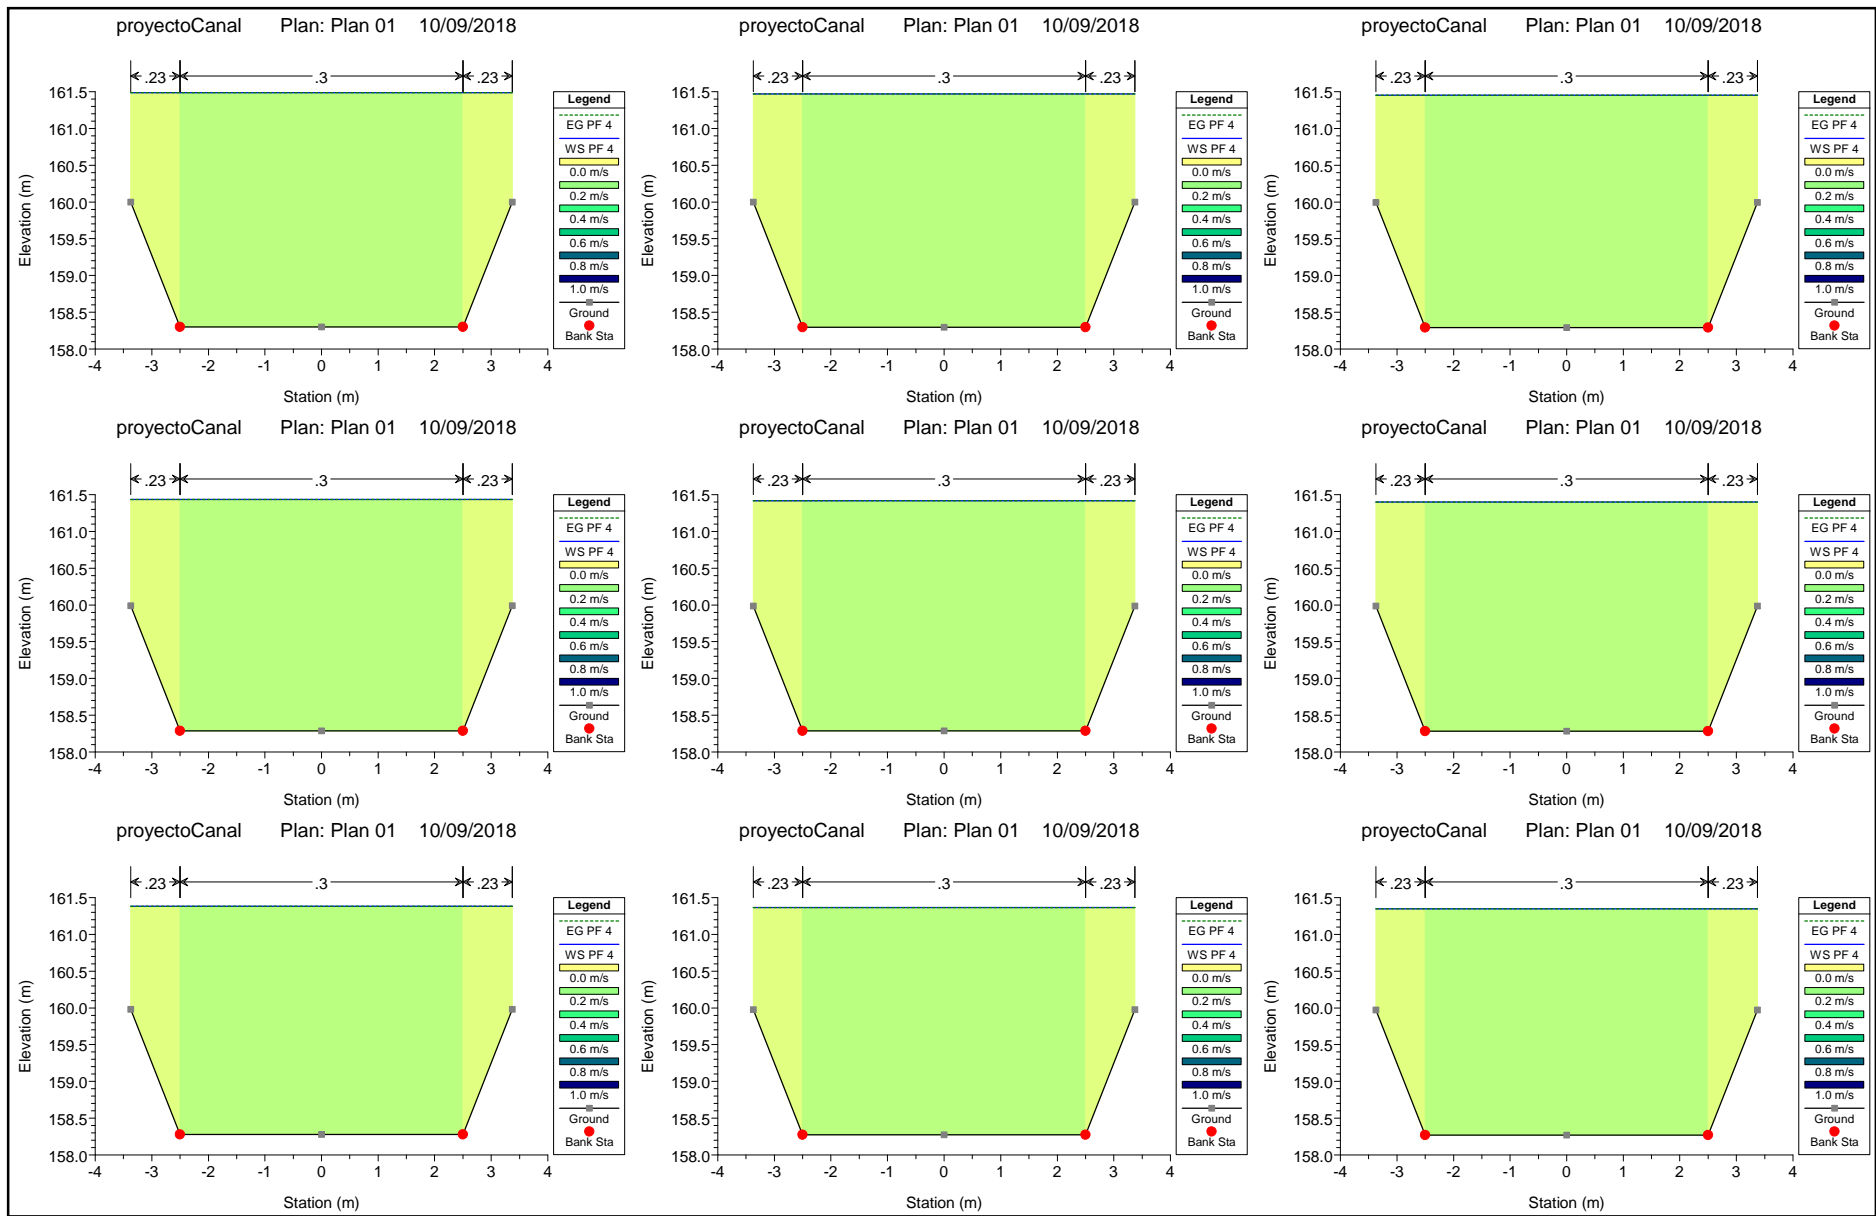 proyectoCanal Plan: Plan 01 10/09/2018
.23 .3 .23
161.5
161.0
160.5
160.0
159.5
159.0
158.5
158.0
Elevation (m)
-4 -3 -2 -1 0 1 2 3 4
Station (m)
Legend
EG PF 4
WS PF 4
0.0 m/s
0.2 m/s
0.4 m/s
0.6 m/s
0.8 m/s
1.0 m/s
Ground
Bank Sta
proyectoCanal Plan: Plan 01 10/09/2018
.23 .3 .23
161.5
161.0
160.5
160.0
159.5
159.0
158.5
158.0
Elevation (m)
-4 -3 -2 -1 0 1 2 3 4
Station (m)
Legend
EG PF 4
WS PF 4
0.0 m/s
0.2 m/s
0.4 m/s
0.6 m/s
0.8 m/s
1.0 m/s
Ground
Bank Sta
proyectoCanal Plan: Plan 01 10/09/2018
.23 .3 .23
161.5
161.0
160.5
160.0
159.5
159.0
158.5
158.0
Elevation (m)
-4 -3 -2 -1 0 1 2 3 4
Station (m)
Legend
EG PF 4
WS PF 4
0.0 m/s
0.2 m/s
0.4 m/s
0.6 m/s
0.8 m/s
1.0 m/s
Ground
Bank Sta
proyectoCanal Plan: Plan 01 10/09/2018
.23 .3 .23
161.5
161.0
160.5
160.0
159.5
159.0
158.5
158.0
Elevation (m)
-4 -3 -2 -1 0 1 2 3 4
Station (m)
Legend
EG PF 4
WS PF 4
0.0 m/s
0.2 m/s
0.4 m/s
0.6 m/s
0.8 m/s
1.0 m/s
Ground
Bank Sta
proyectoCanal Plan: Plan 01 10/09/2018
.23 .3 .23
161.5
161.0
160.5
160.0
159.5
159.0
158.5
158.0
Elevation (m)
-4 -3 -2 -1 0 1 2 3 4
Station (m)
Legend
EG PF 4
WS PF 4
0.0 m/s
0.2 m/s
0.4 m/s
0.6 m/s
0.8 m/s
1.0 m/s
Ground
Bank Sta
proyectoCanal Plan: Plan 01 10/09/2018
.23 .3 .23
161.5
161.0
160.5
160.0
159.5
159.0
158.5
158.0
Elevation (m)
-4 -3 -2 -1 0 1 2 3 4
Station (m)
Legend
EG PF 4
WS PF 4
0.0 m/s
0.2 m/s
0.4 m/s
0.6 m/s
0.8 m/s
1.0 m/s
Ground
Bank Sta
proyectoCanal Plan: Plan 01 10/09/2018
.23 .3 .23
161.5
161.0
160.5
160.0
159.5
159.0
158.5
158.0
Elevation (m)
-4 -3 -2 -1 0 1 2 3 4
Station (m)
Legend
EG PF 4
WS PF 4
0.0 m/s
0.2 m/s
0.4 m/s
0.6 m/s
0.8 m/s
1.0 m/s
Ground
Bank Sta
proyectoCanal Plan: Plan 01 10/09/2018
.23 .3 .23
161.5
161.0
160.5
160.0
159.5
159.0
158.5
158.0
Elevation (m)
-4 -3 -2 -1 0 1 2 3 4
Station (m)
Legend
EG PF 4
WS PF 4
0.0 m/s
0.2 m/s
0.4 m/s
0.6 m/s
0.8 m/s
1.0 m/s
Ground
Bank Sta
proyectoCanal Plan: Plan 01 10/09/2018
.23 .3 .23
161.5
161.0
160.5
160.0
159.5
159.0
158.5
158.0
Elevation (m)
-4 -3 -2 -1 0 1 2 3 4
Station (m)
Legend
EG PF 4
WS PF 4
0.0 m/s
0.2 m/s
0.4 m/s
0.6 m/s
0.8 m/s
1.0 m/s
Ground
Bank Sta